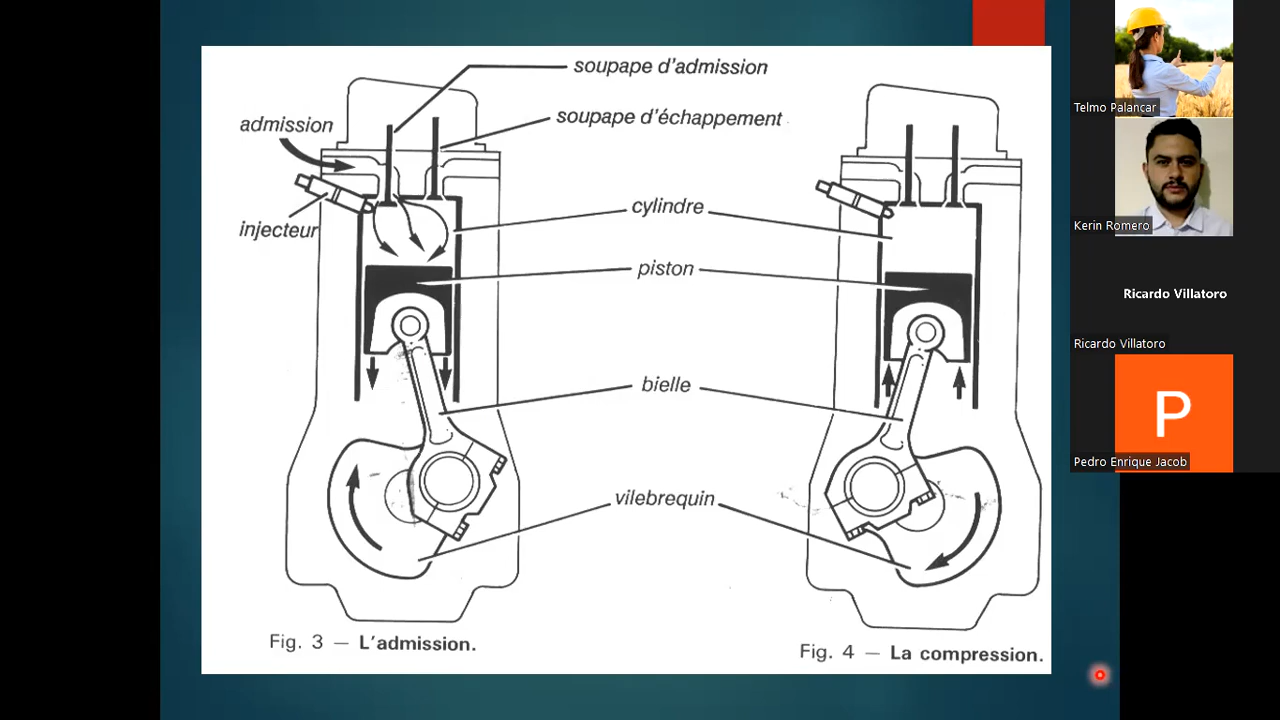 soupape d'admission
soupape d'échappement
admission
injecteur
cylindre
piston
bielle
vilebrequin
Fig. 3 — L'admission.
Fig. 4 — La compression.
Telmo Palancar
Kerin Romero
Ricardo Villatoro
Ricardo Villatoro
P
Pedro Enrique Jacob